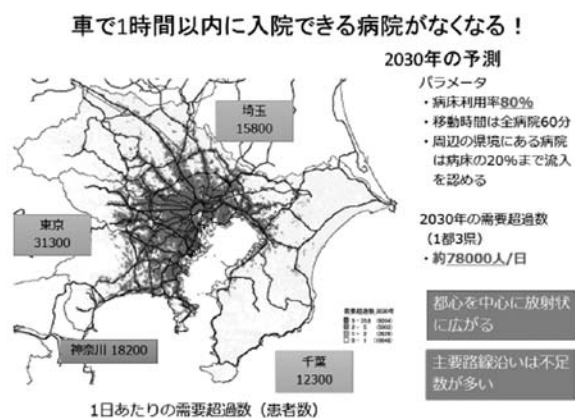 車で1時間以内に入院できる病院がなくなる！
2030年の予測
パラメータ
・病床利用率80%
・移動時間は全病院60分
・周辺の県境にある病院
は病床の20%まで流入
を認める
2030年の需要超過数
（1都3県）
・約78000人/日
都心を中心に放射状
に広がる
主要路線沿いは不足
数が多い
埼玉
15800
東京
31300
神奈川 18200
千葉
12300
1日あたりの需要超過数（患者数）